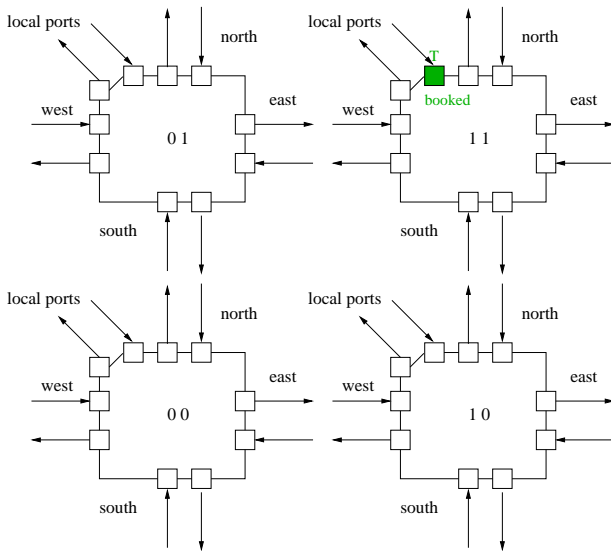 local ports
north
west
east
0 1
south
local ports
T
north
booked
west
east
1 1
south
local ports
north
west
east
0 0
south
local ports
north
west
east
1 0
south